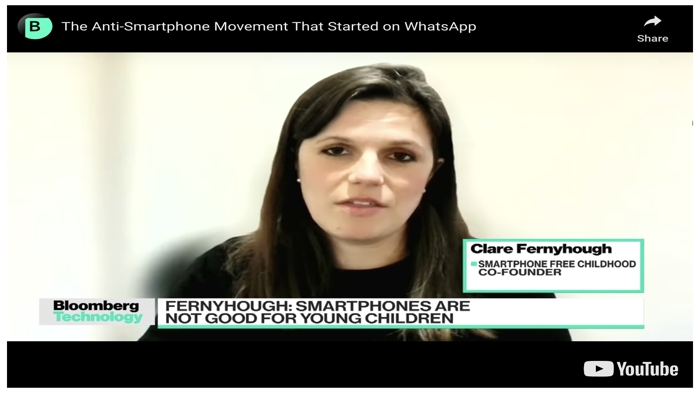 B
The Anti-Smartphone Movement That Started on WhatsApp
Share
Clare Fernyhough
SMARTPHONE FREE CHILDHOOD
CO-FOUNDER
Bloomberg
Technology
FERNYHOUGH: SMARTPHONES ARE
NOT GOOD FOR YOUNG CHILDREN
YouTube